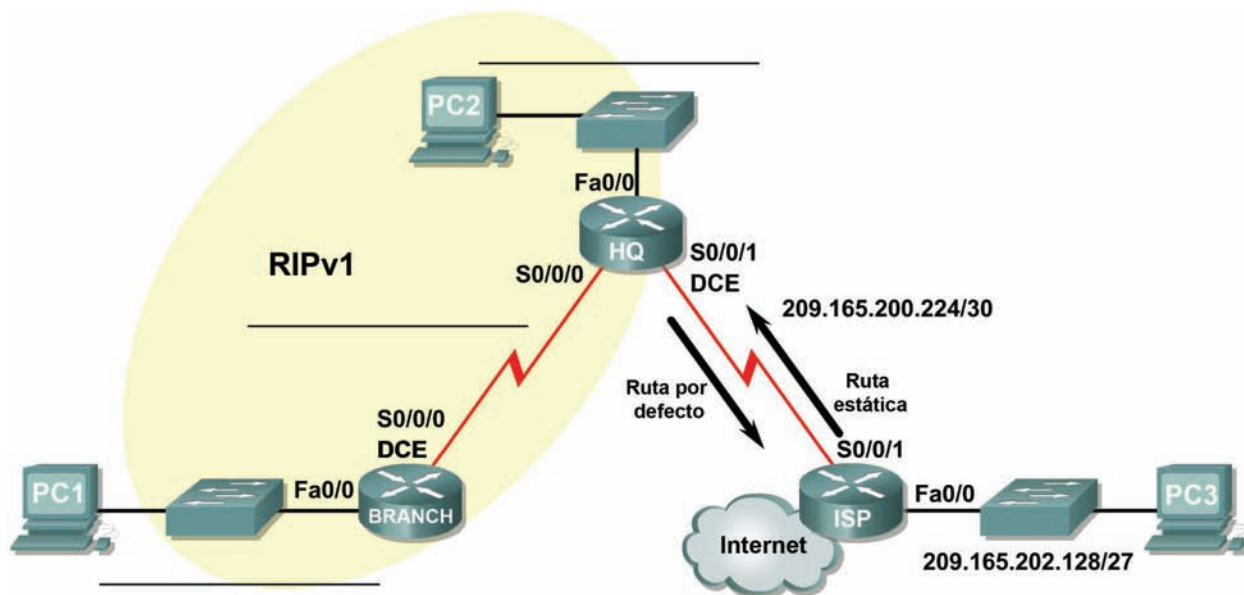 PC2
Fa0/0
HQ
RIPv1
S0/0/0
S0/0/1
DCE
209.165.200.224/30
Ruta por
defecto
Ruta
estática
S0/0/0
DCE
S0/0/1
PC1
Fa0/0
BRANCH
Internet
ISP
Fa0/0
PC3
209.165.202.128/27